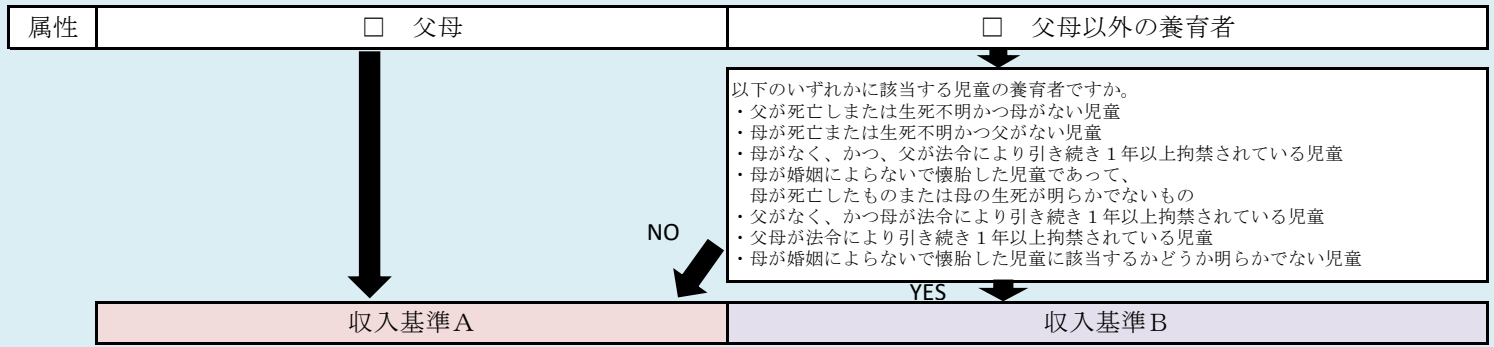 属性 □ 父母 □ 父母以外の養育者
以下のいずれかに該当する児童の養育者ですか。
・父が死亡しまたは生死不明かつ母がない児童
・母が死亡または生死不明かつ父がない児童
・母がなく、かつ、父が法令により引き続き１年以上拘禁されている児童
・母が婚姻によらないで懐胎した児童であって、
母が死亡したものまたは母の生死が明らかでないもの
・父がなく、かつ母が法令により引き続き１年以上拘禁されている児童
・父母が法令により引き続き１年以上拘禁されている児童
・母が婚姻によらないで懐胎した児童に該当するかどうか明らかでない児童
NO
YES
収入基準Ａ 収入基準Ｂ